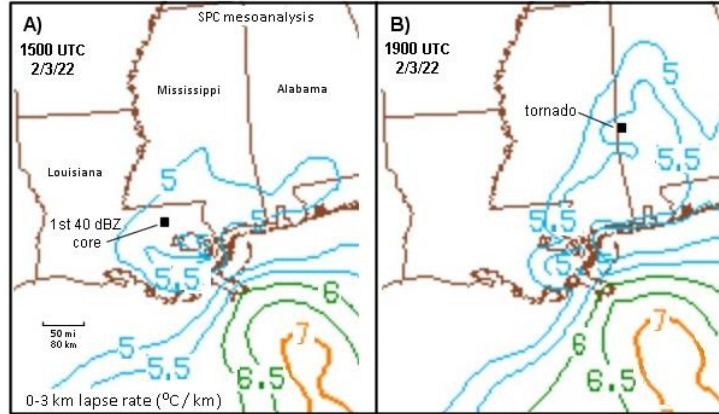 A)
SPC mesoanalysis
1500 UTC
2/3/22
Mississippi
Alabama
Louisiana
5
1st 40 dBZ
core
5
5.5
5
5.5
6
7
6.5
50 mi
80 km
0-3 km lapse rate (°C / km)
B)
1900 UTC
2/3/22
5
tornado
5.5
5.5
5
7
6
6.5